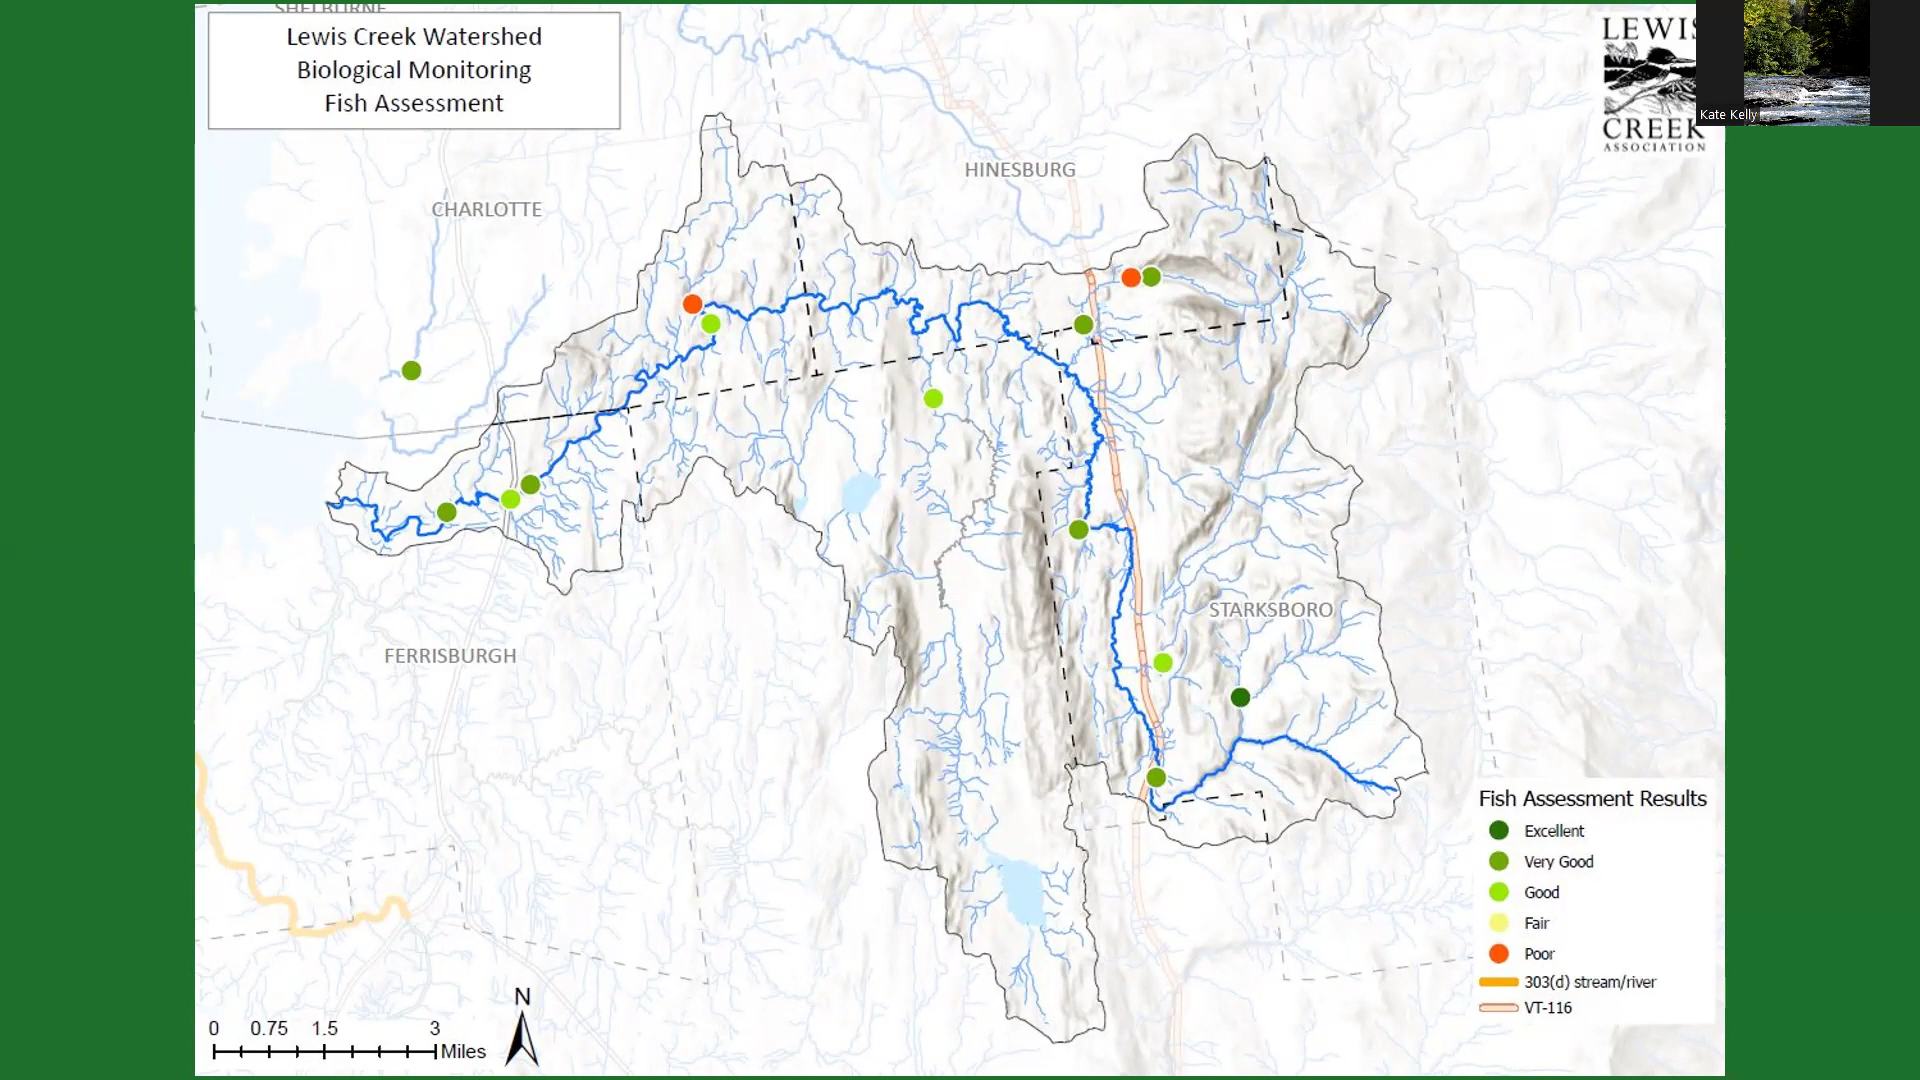 SHELBURNE
Lewis Creek Watershed
Biological Monitoring
Fish Assessment
LEWIS
CREEK
ASSOCIATION
Kate Kelly
HINESBURG
CHARLOTTE
STARKSBORO
FERRISBURGH
Fish Assessment Results
Excellent
Very Good
Good
Fair
Poor
303(d) stream/river
VT-116
N
0 0.75 1.5 3
Miles